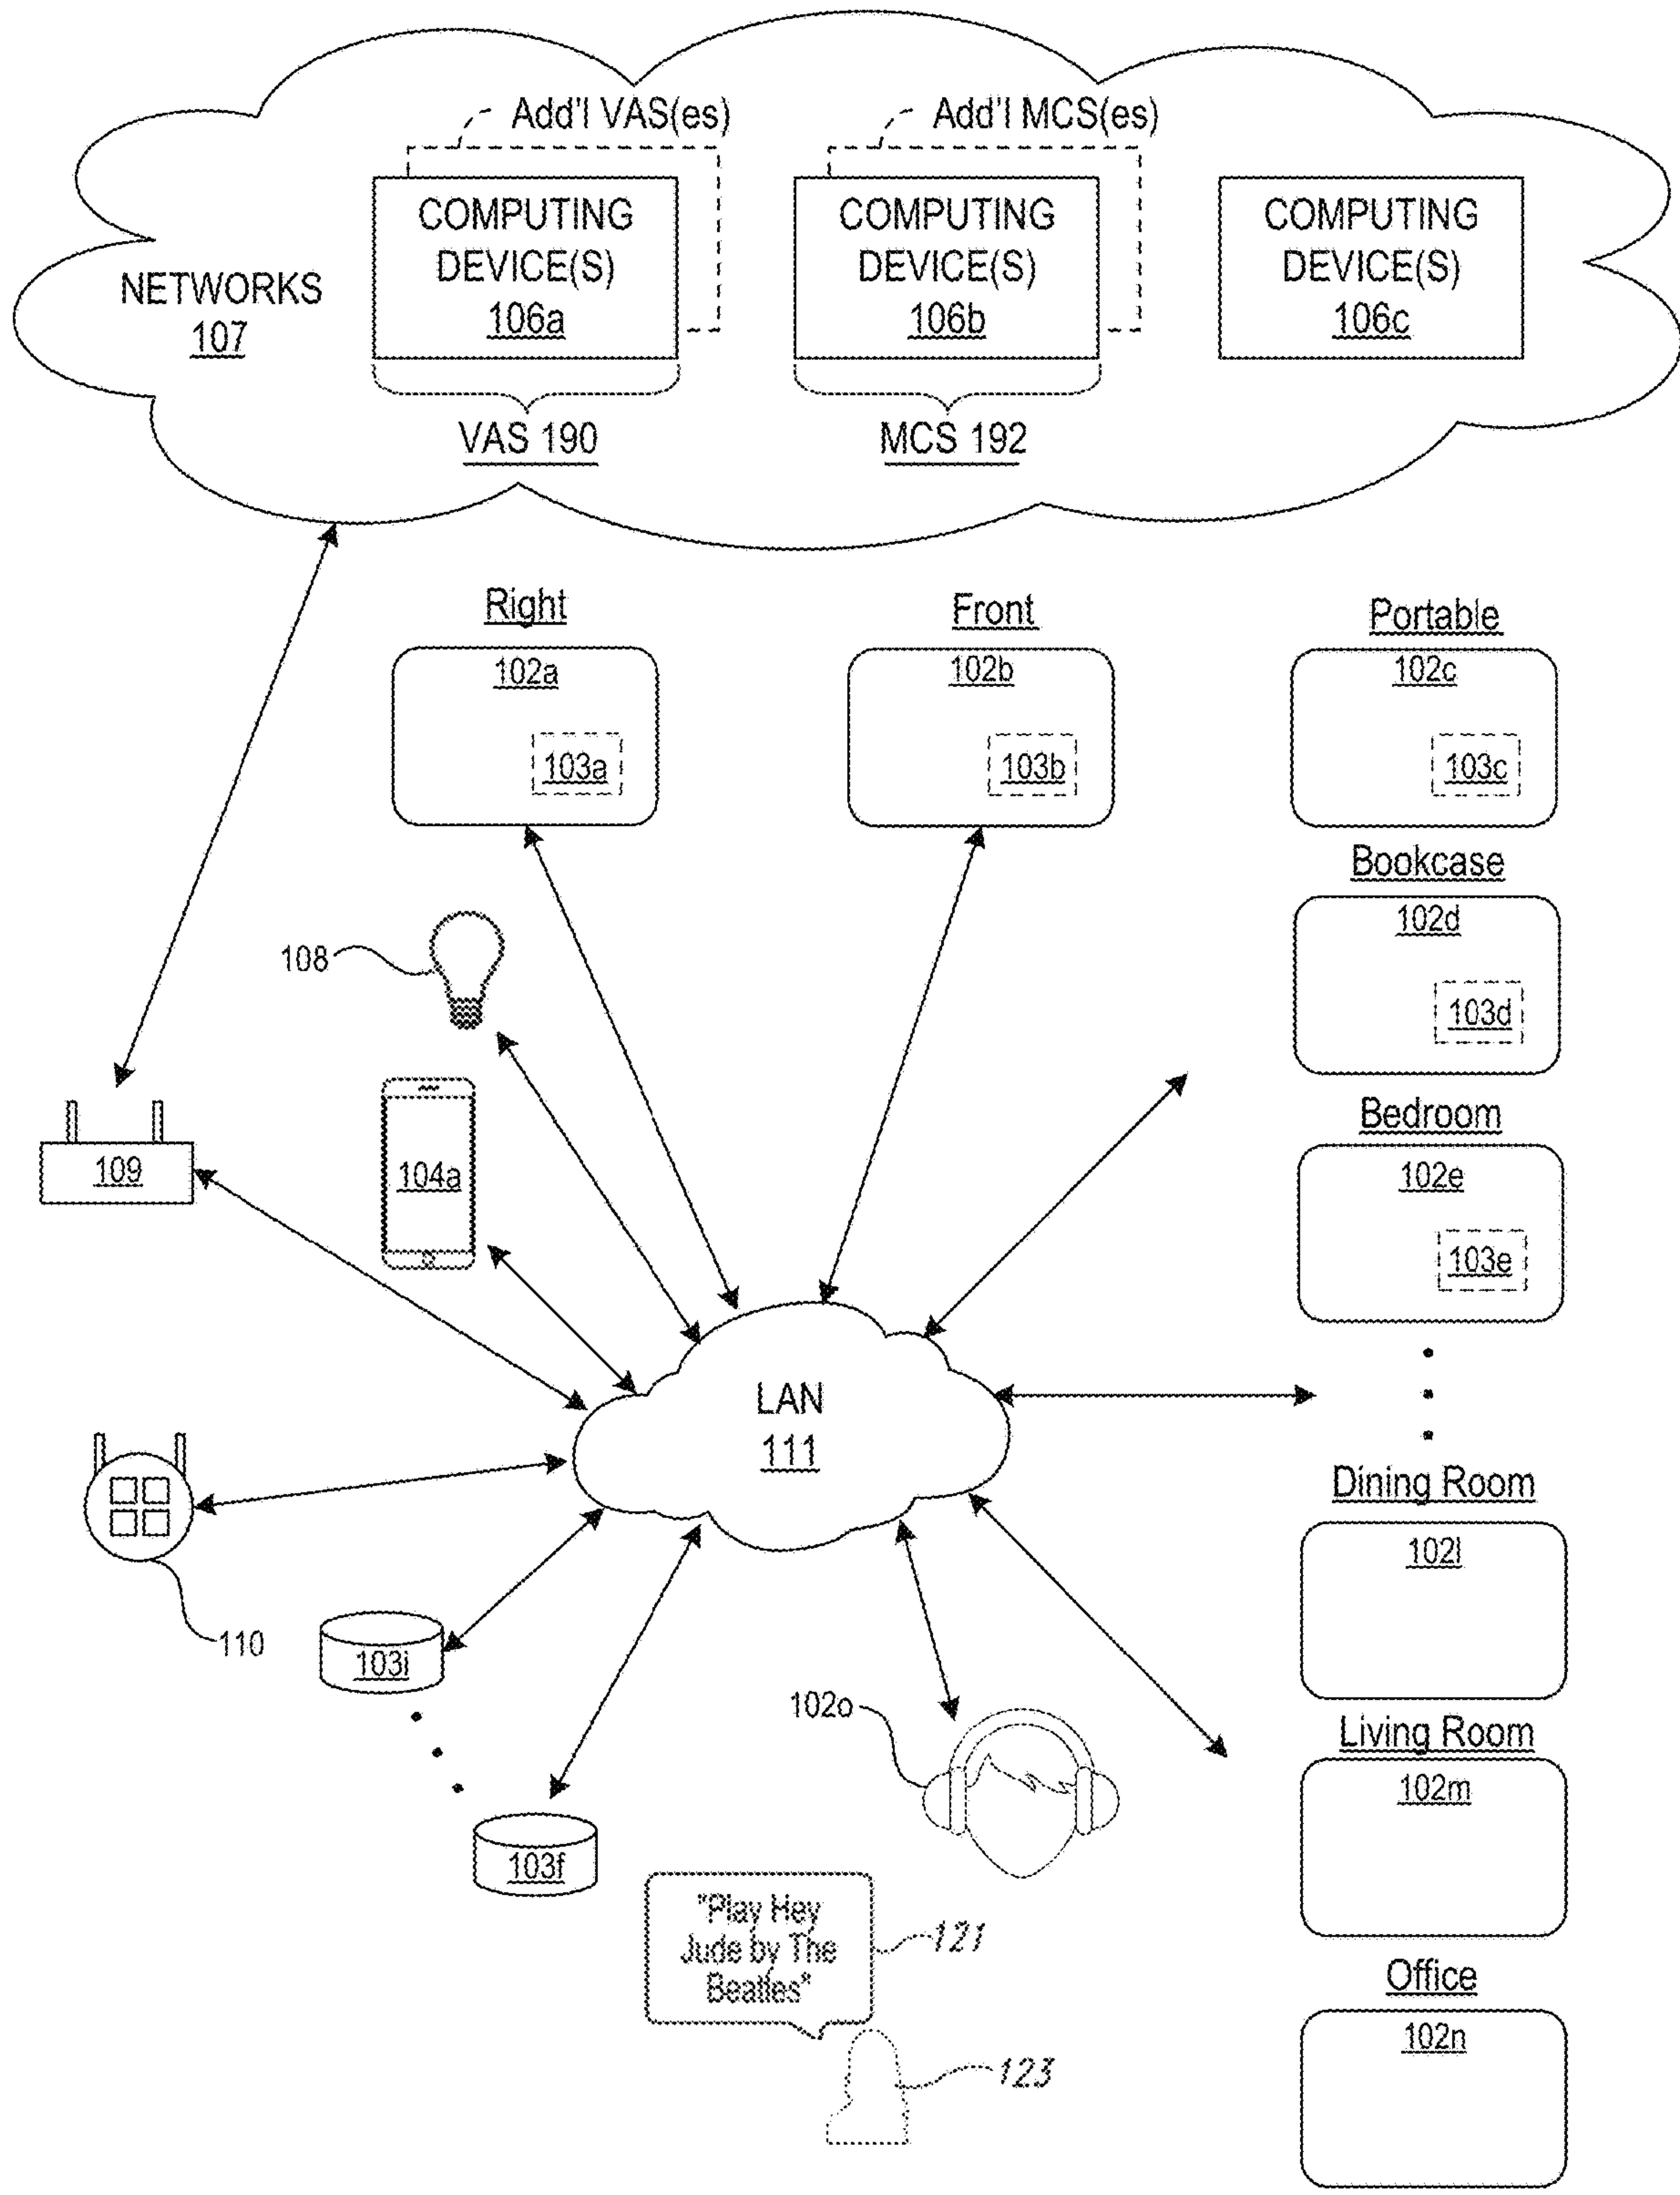 Add'l VAS(es)
Add'l MCS(es)
COMPUTING
DEVICE(S)
106a
COMPUTING
DEVICE(S)
106b
COMPUTING
DEVICE(S)
106c
NETWORKS
107
VAS 190
MCS 192
Right
102a
103a
Front
102b
103b
Portable
102c
103c
Bookcase
102d
103d
108
Bedroom
102e
103e
109
104a
LAN
111
Dining Room
102l
110
103i
102o
Living Room
102m
103f
"Play Hey
Jude by The
Beatles"
121
Office
102n
123